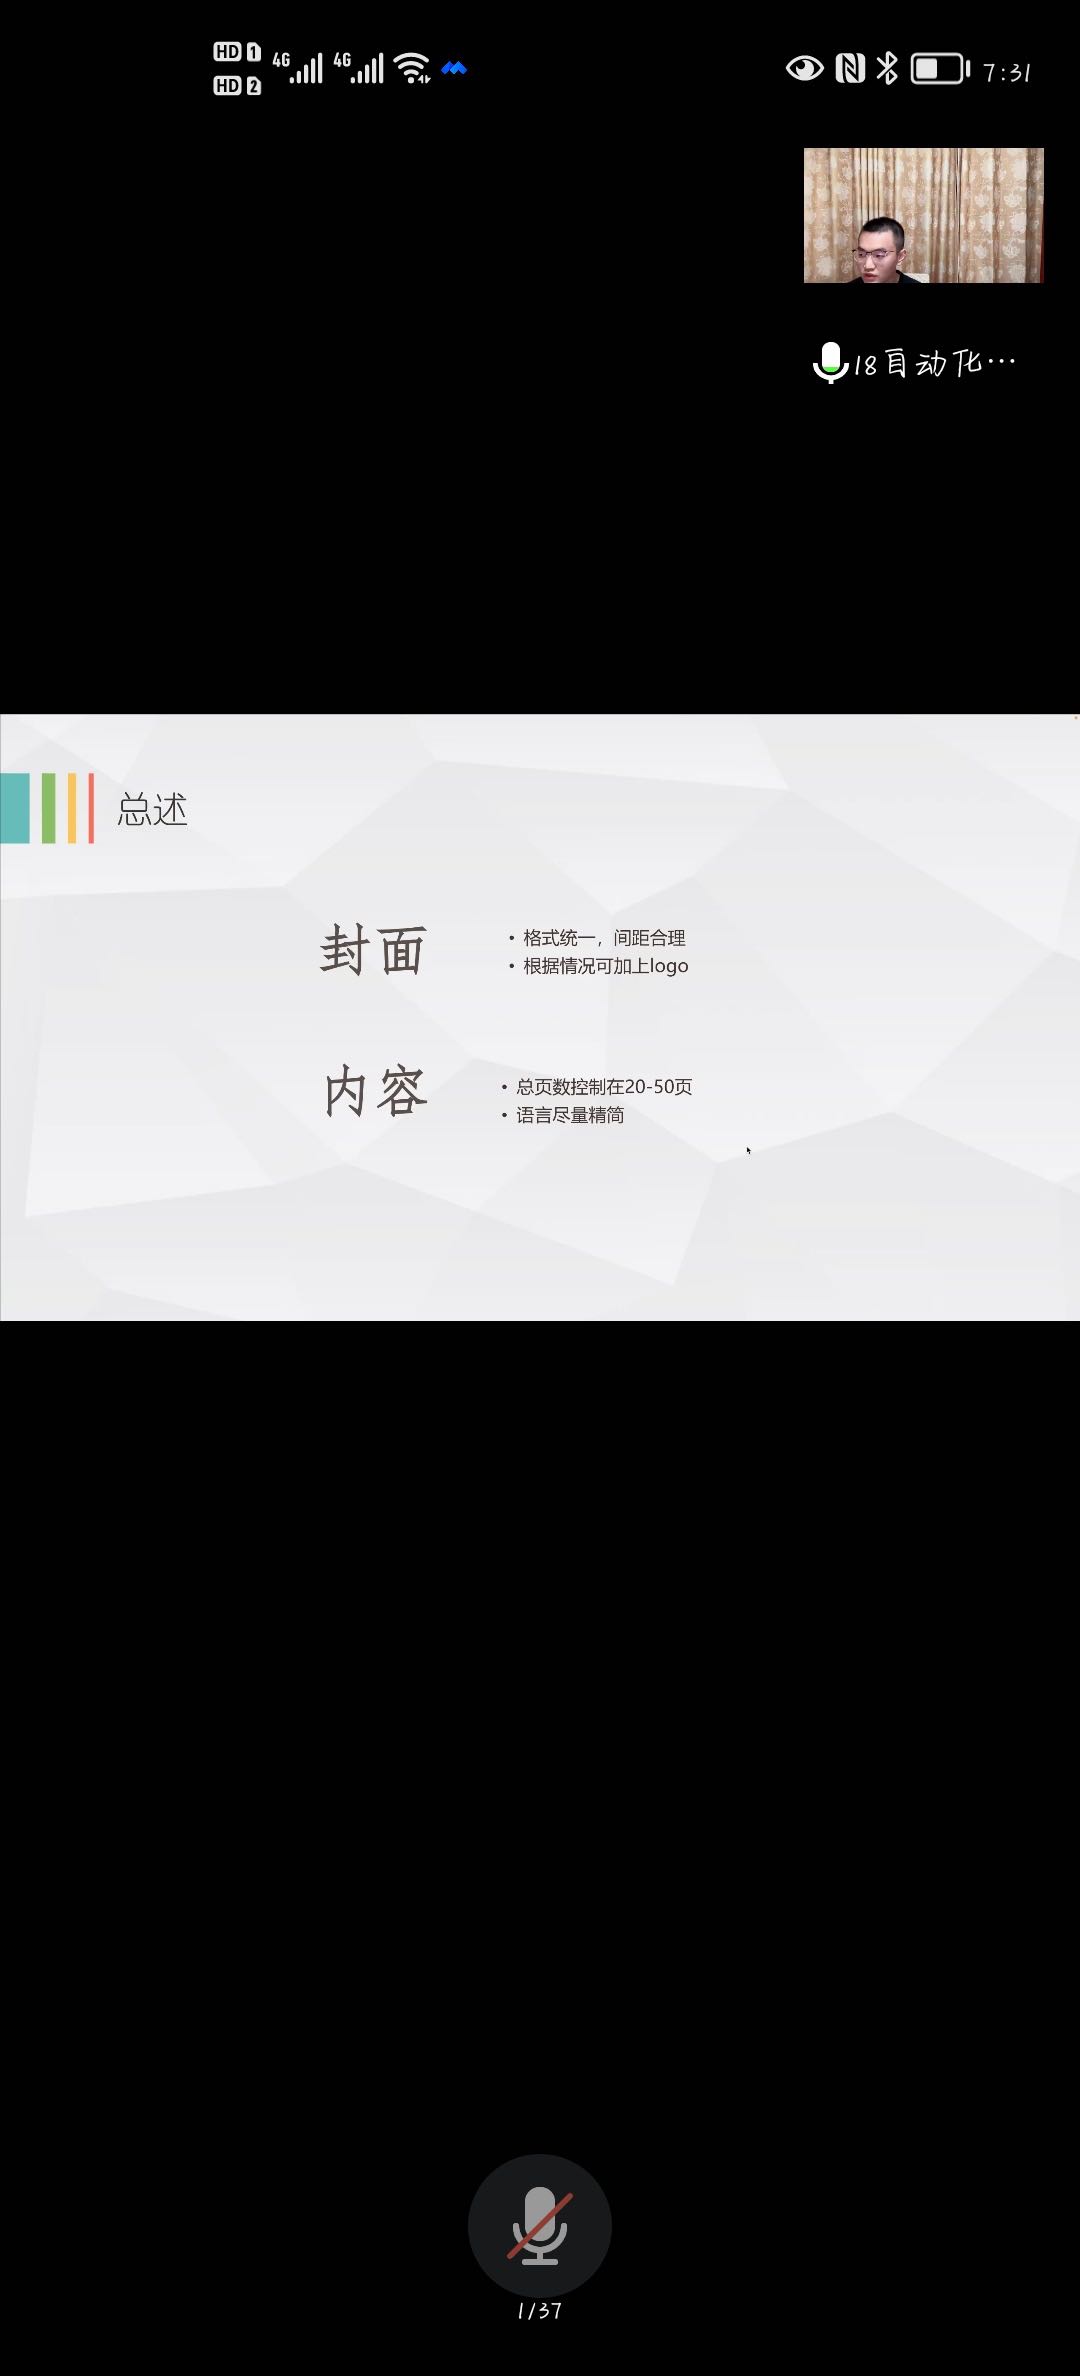 HD 1 4G 4G
HD 2
7:31
18自动化…
总述
封面
• 格式统一，间距合理
• 根据情况可加上logo
内容
• 总页数控制在20-50页
• 语言尽量精简
1/37